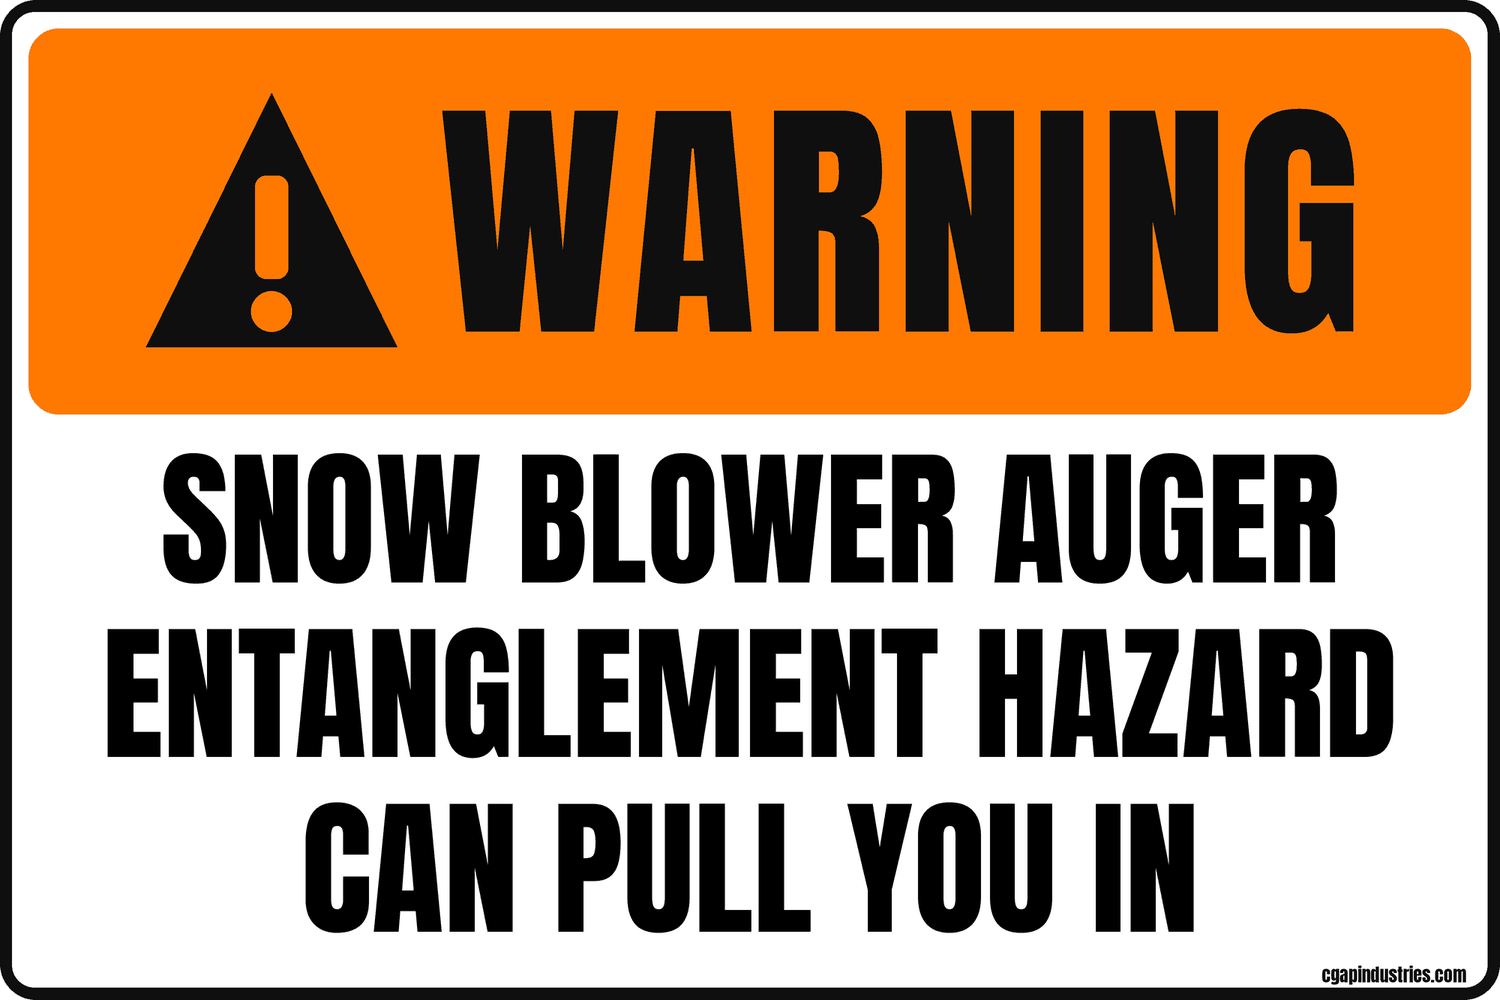 WARNING
SNOW BLOWER AUGER
ENTANGLEMENT HAZARD
CAN PULL YOU IN
cgapindustries.com